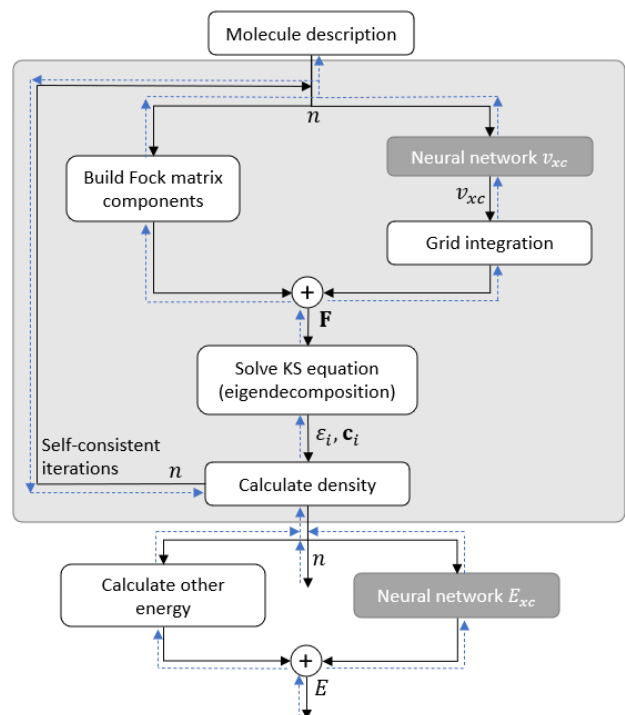 Molecule description
n
Neural network v_xc
Build Fock matrix
components
v_xc
Grid integration
+
F
Solve KS equation
(eigendecomposition)
ε_i, c_i
Self-consistent
iterations
n
Calculate density
n
Calculate other
energy
Neural network E_xc
+
E